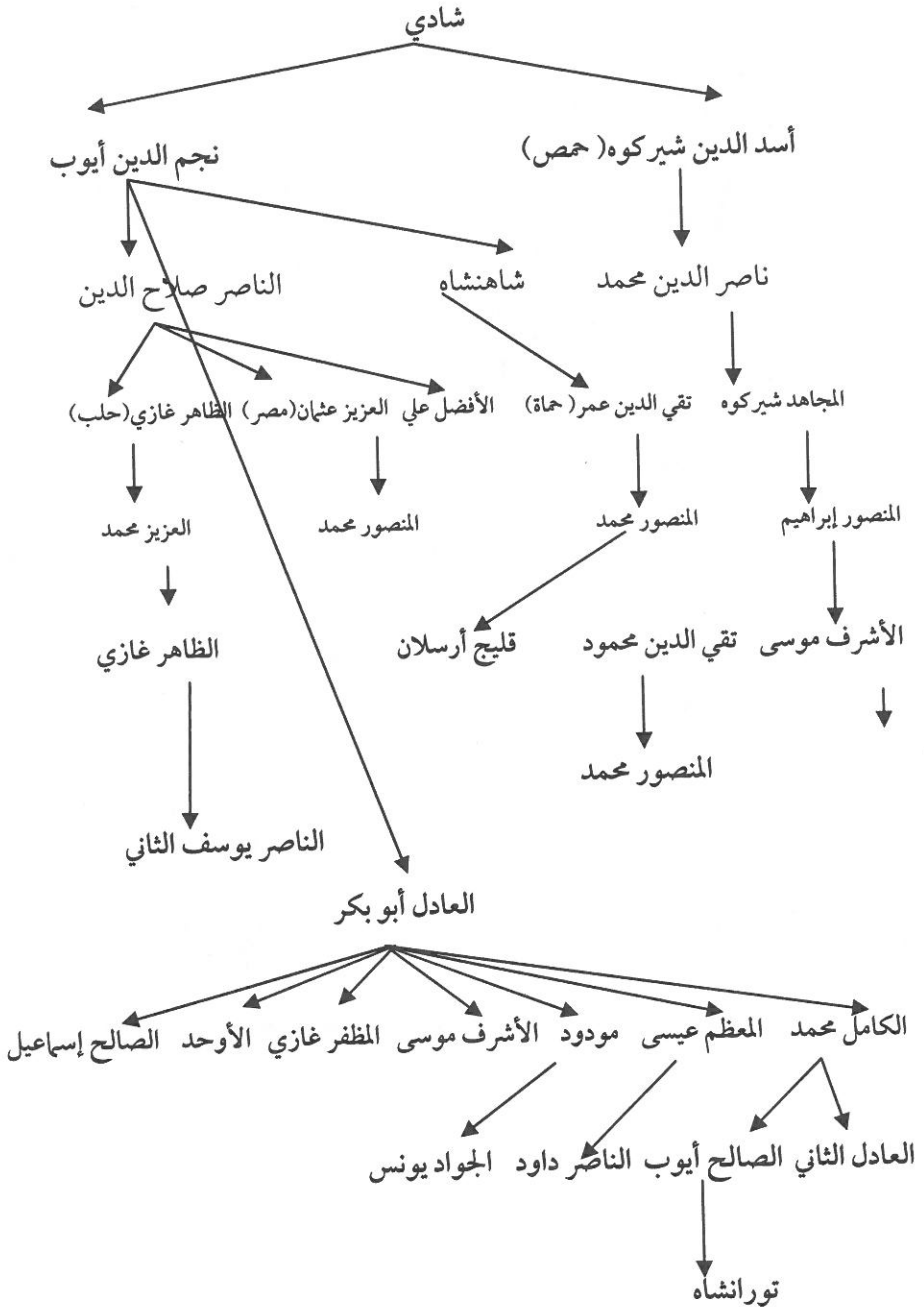 شادي
أسد الدين شيركوه( حمص)
نجم الدين أيوب
ناصر الدين محمد
شاهنشاه
الناصر صلاح الدين
المجاهد شيركوه
تقي الدين عمر( حماة)
الأفضل علي
العزيز عثمان(مصر)
الظاهر غازي(حلب)
المنصور إبراهيم
المنصور محمد
المنصور محمد
العزيز محمد
الأشرف موسى
تقي الدين محمود
قليج أرسلان
الظاهر غازي
المنصور محمد
الناصر يوسف الثاني
العادل أبو بكر
الكامل محمد
المعظم عيسى
مودود
الأشرف موسى
المظفر غازي
الأوحد
الصالح إسماعيل
العادل الثاني
الصالح أيوب
الناصر داود
الجواد يونس
تورانشاه